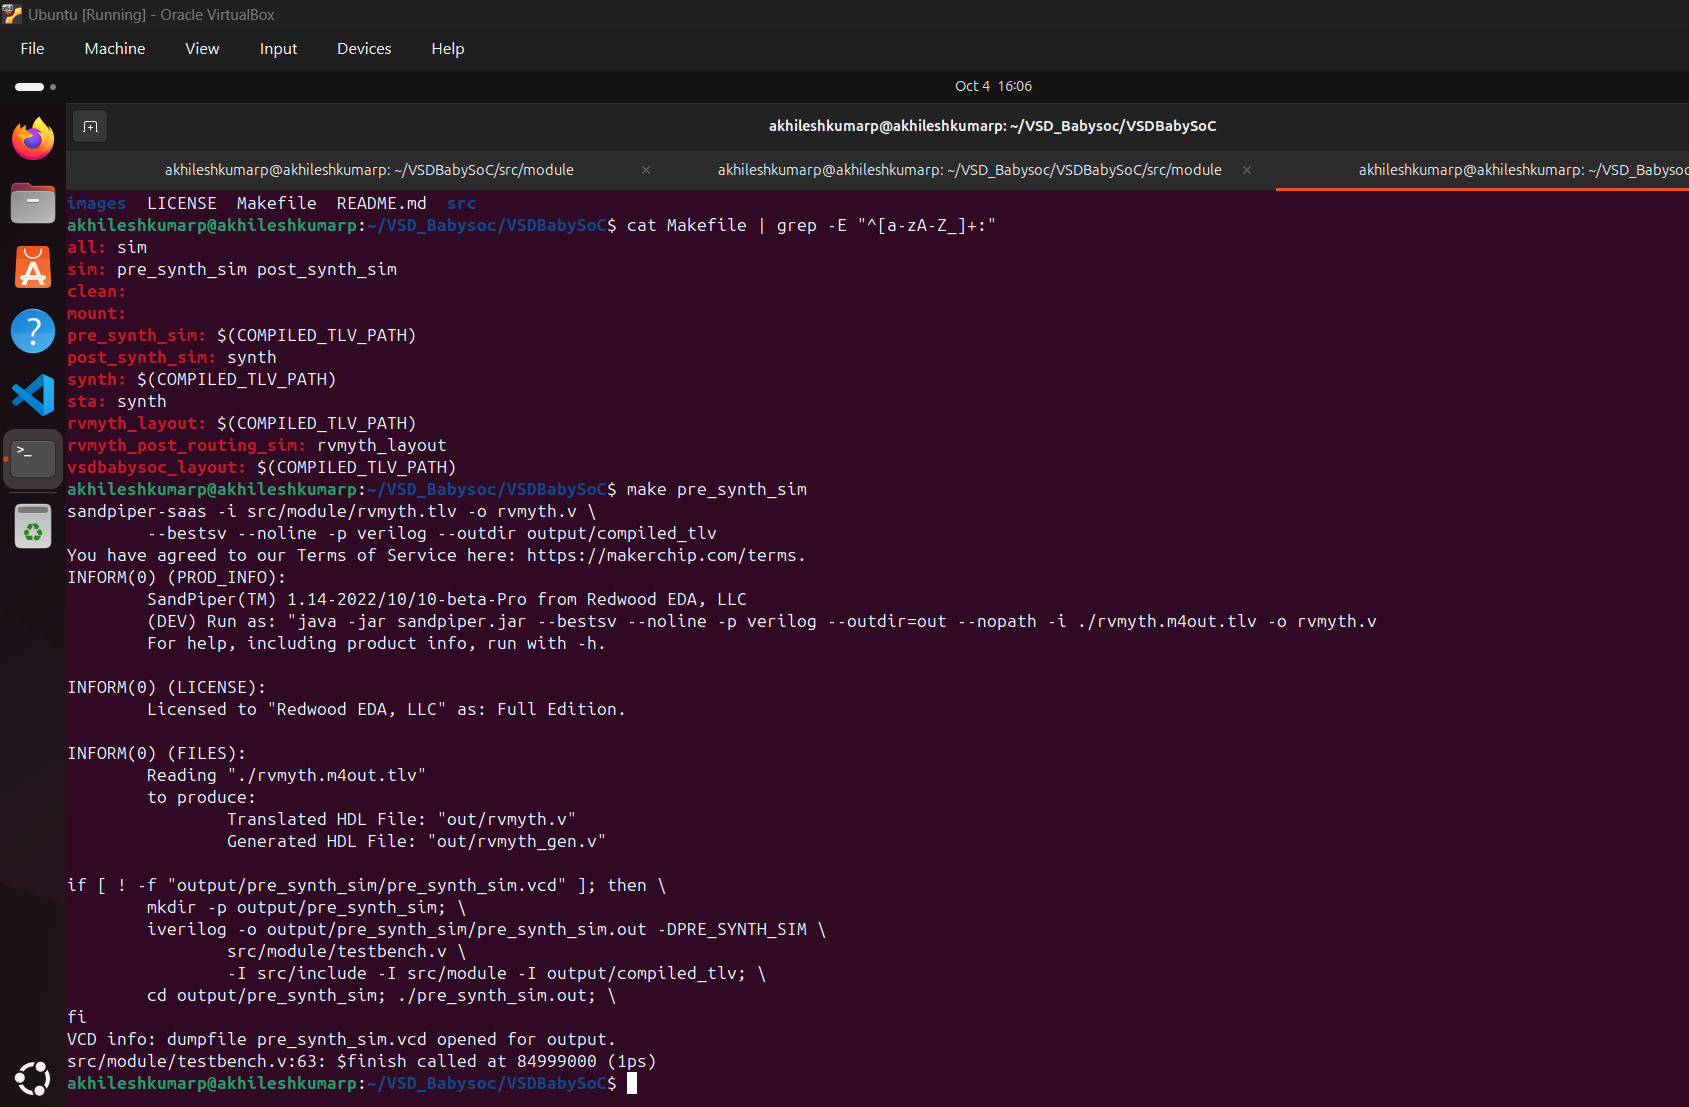 Ubuntu [Running] - Oracle VirtualBox
File Machine View Input Devices Help
Oct 4 16:06
akhileshkumarp@akhileshkumarp: ~/VSD_Babysoc/VSDBabySoC
akhileshkumarp@akhileshkumarp: ~/VSDBabySoC/src/module × akhileshkumarp@akhileshkumarp: ~/VSD_Babysoc/VSDBabySoC/src/module × akhileshkumarp@akhileshkumarp: ~/VSD_Babysoc
images  LICENSE  Makefile  README.md  src
akhileshkumarp@akhileshkumarp:~/VSD_Babysoc/VSDBabySoC$ cat Makefile | grep -E "^[a-zA-Z_]+:"
all: sim
sim: pre_synth_sim post_synth_sim
clean:
mount:
pre_synth_sim: $(COMPILED_TLV_PATH)
post_synth_sim: synth
synth: $(COMPILED_TLV_PATH)
sta: synth
rvmyth_layout: $(COMPILED_TLV_PATH)
rvmyth_post_routing_sim: rvmyth_layout
vsdbabysoc_layout: $(COMPILED_TLV_PATH)
akhileshkumarp@akhileshkumarp:~/VSD_Babysoc/VSDBabySoC$ make pre_synth_sim
sandpiper-saas -i src/module/rvmyth.tlv -o rvmyth.v \
        --bestsv --noline -p verilog --outdir output/compiled_tlv
You have agreed to our Terms of Service here: https://makerchip.com/terms.
INFORM(0) (PROD_INFO):
        SandPiper(TM) 1.14-2022/10/10-beta-Pro from Redwood EDA, LLC
        (DEV) Run as: "java -jar sandpiper.jar --bestsv --noline -p verilog --outdir=out --nopath -i ./rvmyth.m4out.tlv -o rvmyth.v
        For help, including product info, run with -h.
INFORM(0) (LICENSE):
        Licensed to "Redwood EDA, LLC" as: Full Edition.
INFORM(0) (FILES):
        Reading "./rvmyth.m4out.tlv"
        to produce:
                Translated HDL File: "out/rvmyth.v"
                Generated HDL File: "out/rvmyth_gen.v"
if [ ! -f "output/pre_synth_sim/pre_synth_sim.vcd" ]; then \
        mkdir -p output/pre_synth_sim; \
        iverilog -o output/pre_synth_sim/pre_synth_sim.out -DPRE_SYNTH_SIM \
                src/module/testbench.v \
                -I src/include -I src/module -I output/compiled_tlv; \
        cd output/pre_synth_sim; ./pre_synth_sim.out; \
fi
VCD info: dumpfile pre_synth_sim.vcd opened for output.
src/module/testbench.v:63: $finish called at 84999000 (1ps)
akhileshkumarp@akhileshkumarp:~/VSD_Babysoc/VSDBabySoC$